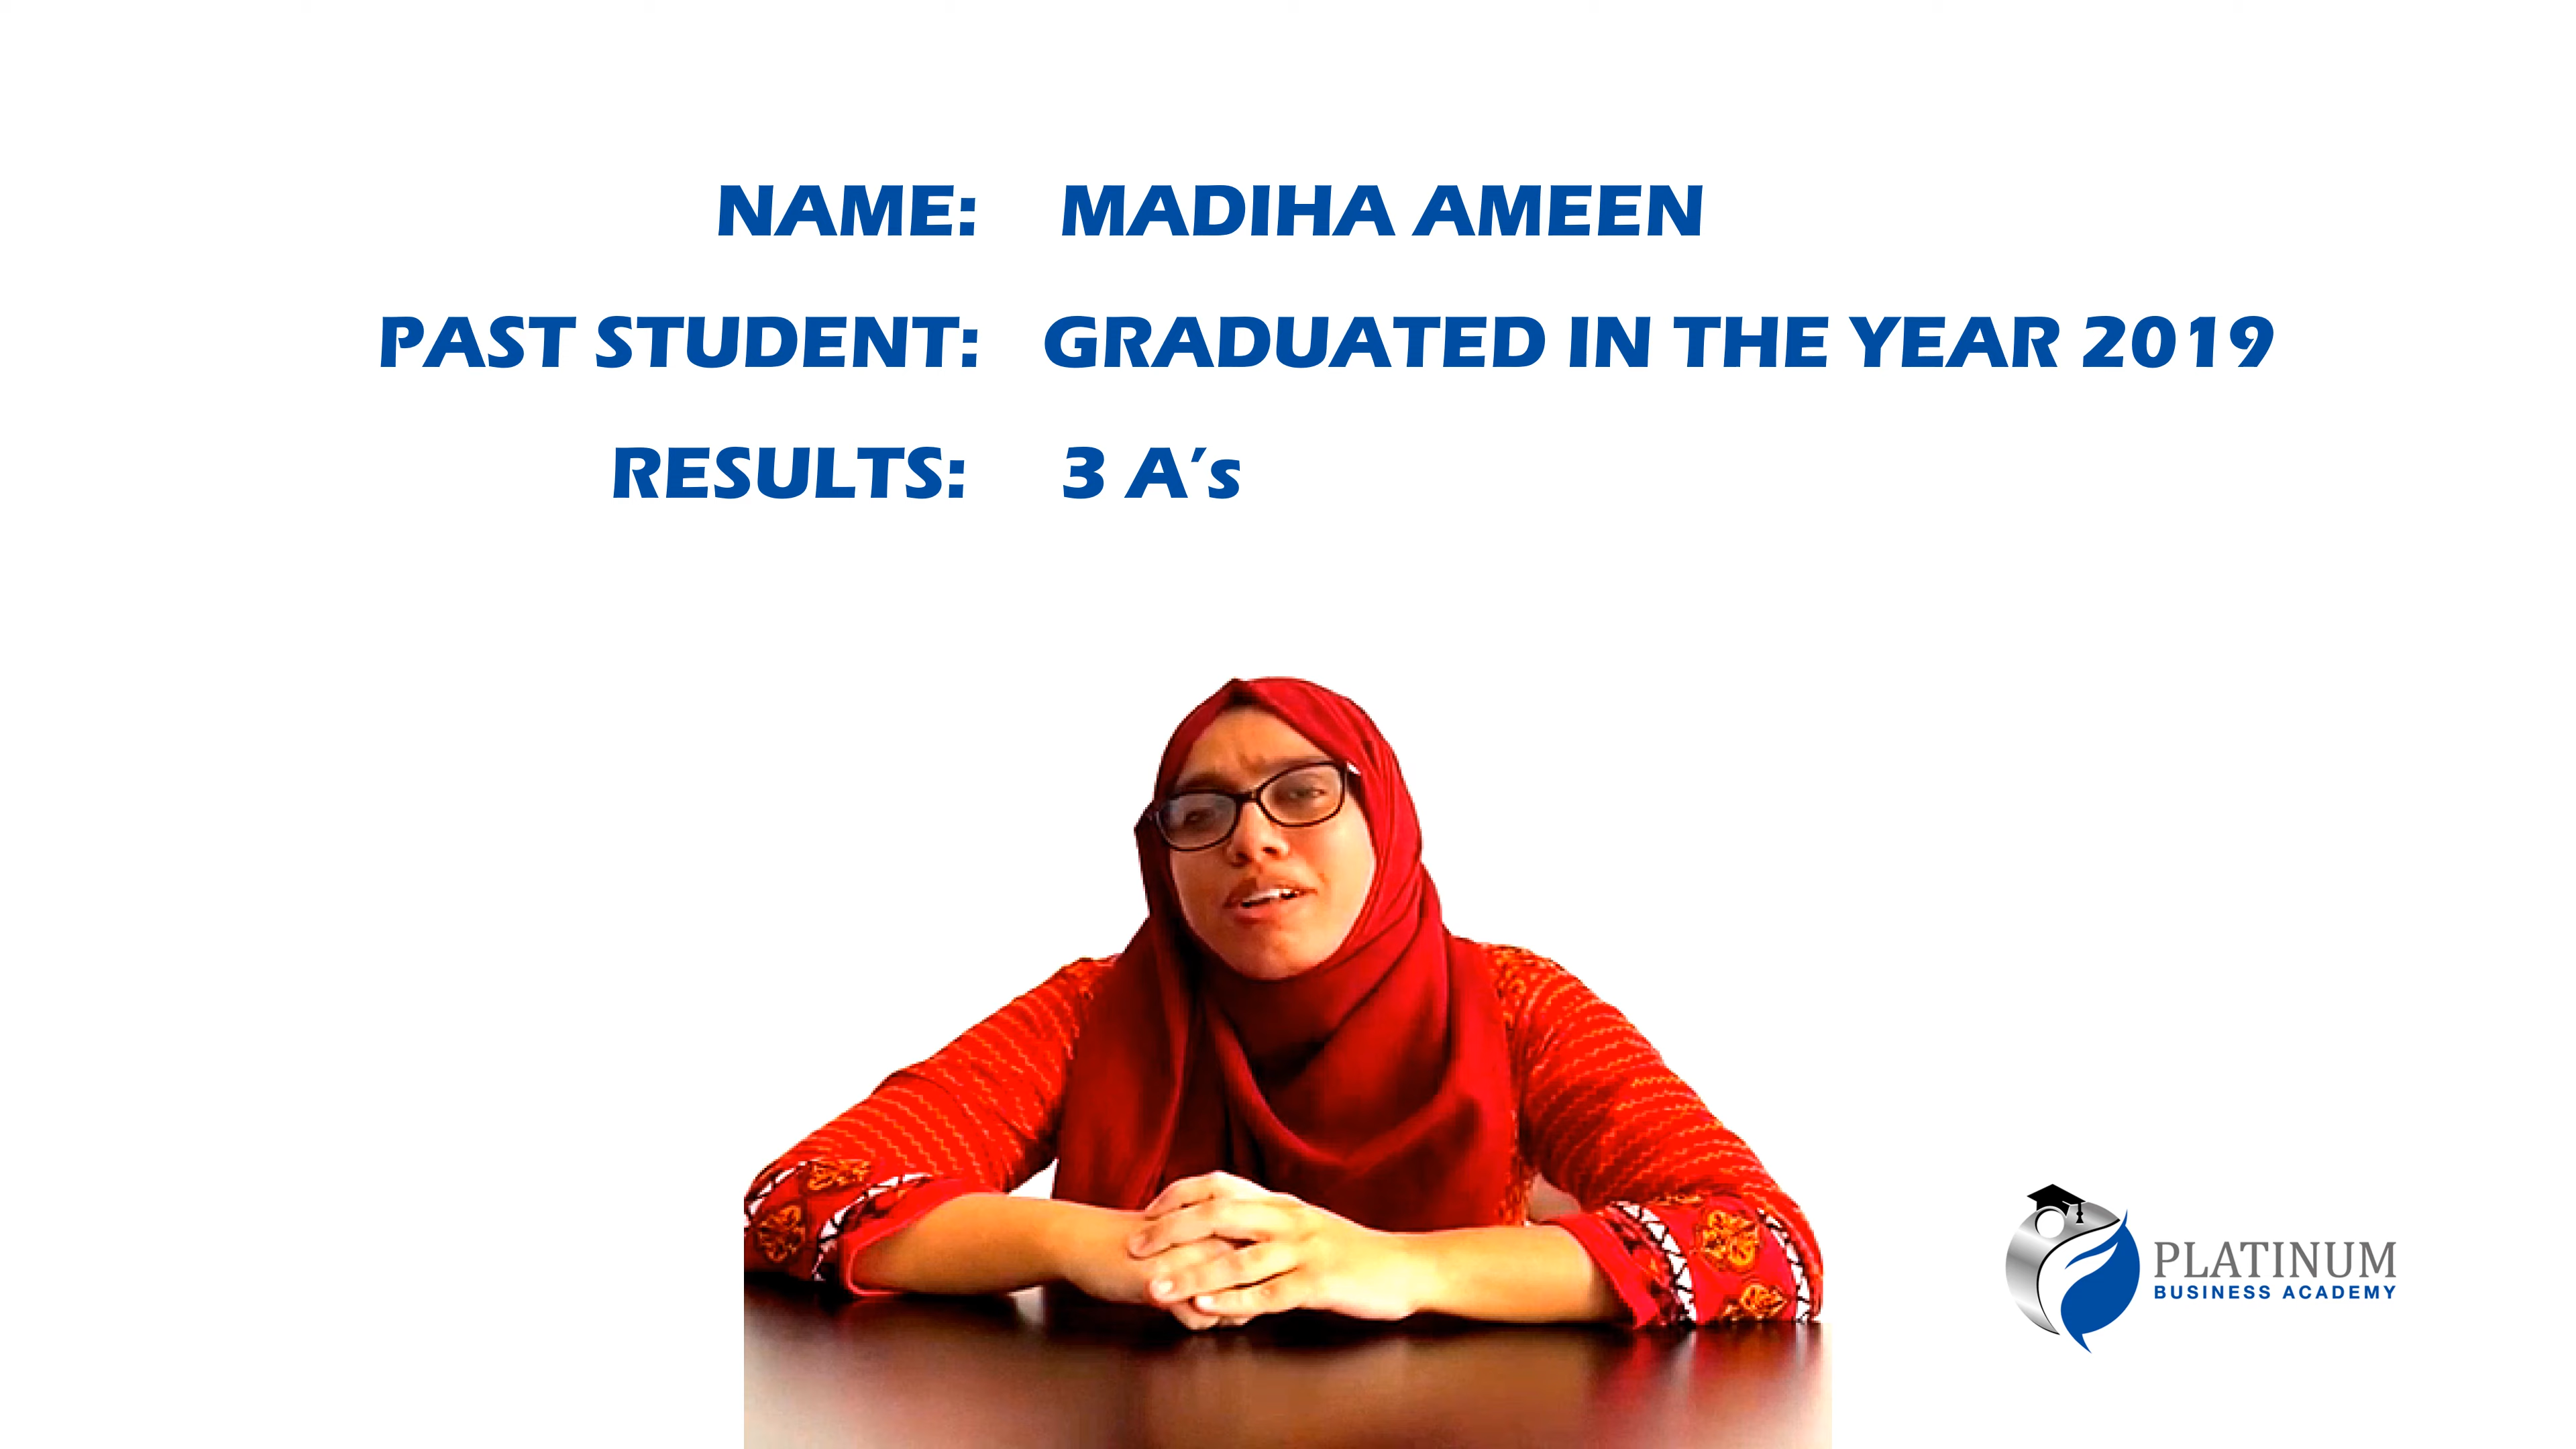 NAME: MADIHA AMEEN
PAST STUDENT: GRADUATED IN THE YEAR 2019
RESULTS: 3 A's
PLATINUM
BUSINESS ACADEMY